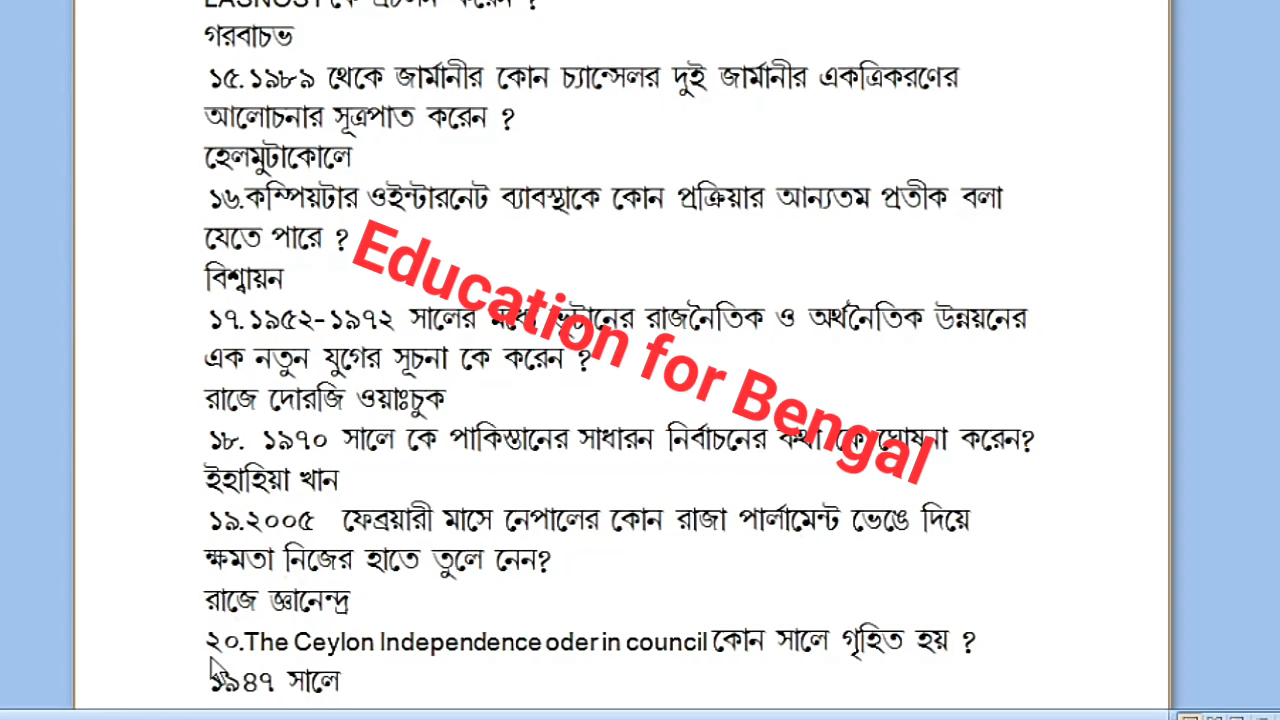 গরবাচভ
১৫.১৯৮৯ থেকে জার্মানীর কোন চ্যান্সেলর দুই জার্মানীর একত্রিকরণের
আলোচনার সূত্রপাত করেন ?
হেলমুটাকোলে
১৬.কম্পিয়টার ওইন্টারনেট ব্যাবস্থাকে কোন প্রক্রিয়ার আন্যতম প্রতীক বলা
যেতে পারে ?
বিশ্বায়ন
১৭.১৯৫২-১৯৭২ সালের মধ্যে ভূটানের রাজনৈতিক ও অর্থনৈতিক উন্নয়নের
এক নতুন যুগের সূচনা কে করেন ?
রাজে দোরজি ওয়াঃচুক
১৮. ১৯৭০ সালে কে পাকিস্তানের সাধারন নির্বাচনের কথা কে ঘোষনা করেন?
ইহাহিয়া খান
১৯.২০০৫ ফেব্রয়ারী মাসে নেপালের কোন রাজা পার্লামেন্ট ভেঙে দিয়ে
ক্ষমতা নিজের হাতে তুলে নেন?
রাজে জ্ঞানেন্দ্র
২০.The Ceylon Independence oder in council কোন সালে গৃহিত হয় ?
১৯৪৭ সালে
Education for Bengal